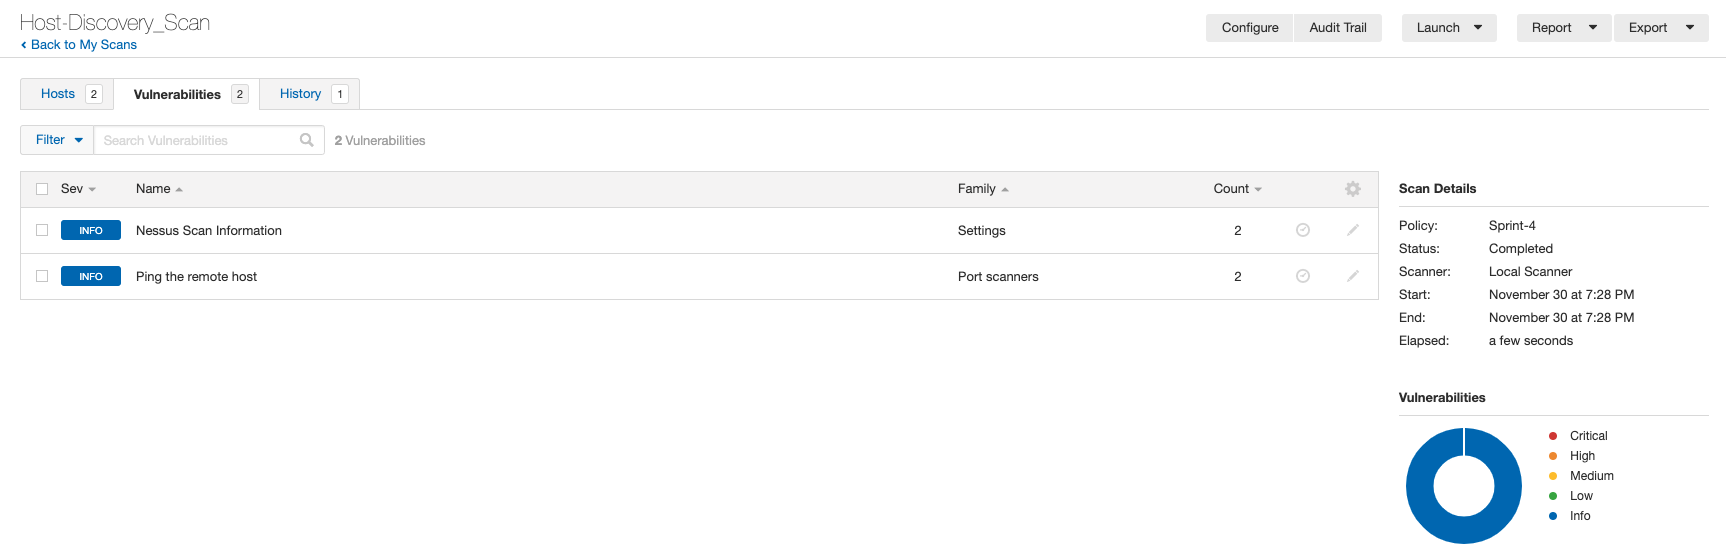 Host-Discovery_Scan
Back to My Scans
Configure Audit Trail Launch Report Export
Hosts 2 Vulnerabilities 2 History 1
Filter Search Vulnerabilities 2 Vulnerabilities
Sev Name Family Count
INFO Nessus Scan Information Settings 2
INFO Ping the remote host Port scanners 2
Scan Details
Policy: Sprint-4
Status: Completed
Scanner: Local Scanner
Start: November 30 at 7:28 PM
End: November 30 at 7:28 PM
Elapsed: a few seconds
Vulnerabilities
Critical
High
Medium
Low
Info